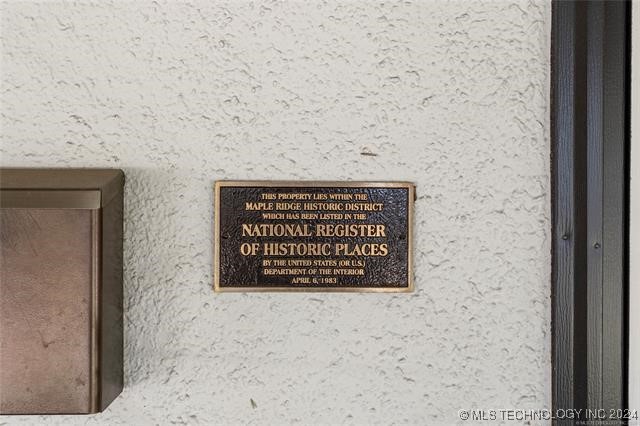 THIS PROPERTY LIES WITHIN THE
MAPLE RIDGE HISTORIC DISTRICT
WHICH HAS BEEN LISTED IN THE
NATIONAL REGISTER
OF HISTORIC PLACES
BY THE UNITED STATES (OR U.S.)
DEPARTMENT OF THE INTERIOR
APRIL 6, 1983
© MLS TECHNOLOGY INC 2024